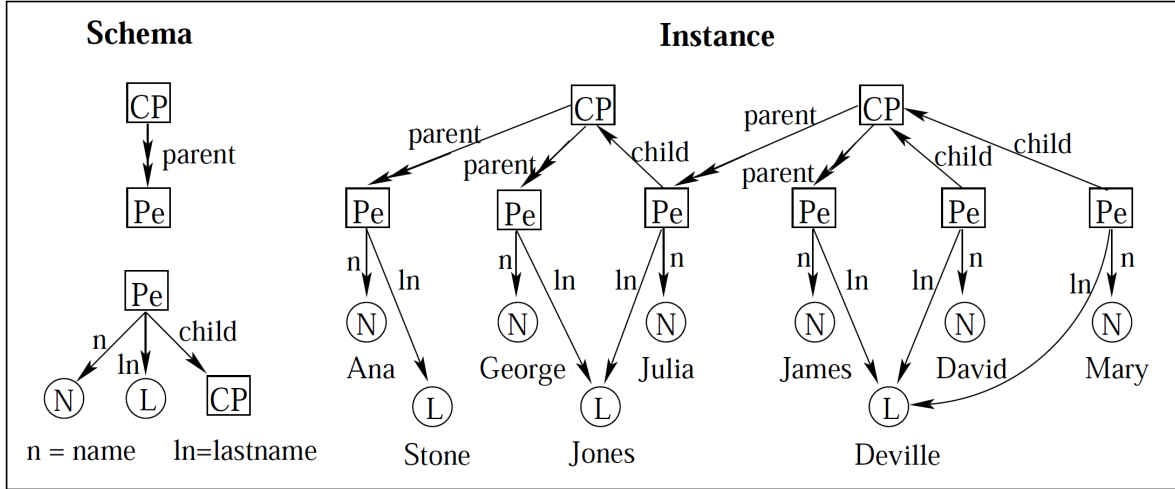 Schema
Instance
CP
parent
Pe
Pe
n
ln
child
N
L
CP
n = name
ln=lastname
CP
CP
parent
parent
child
parent
parent
child
child
Pe
Pe
Pe
Pe
Pe
Pe
n
ln
n
ln
ln
n
n
ln
ln
n
ln
n
N
N
N
N
N
N
Ana
George
Julia
James
David
Mary
L
L
L
Stone
Jones
Deville